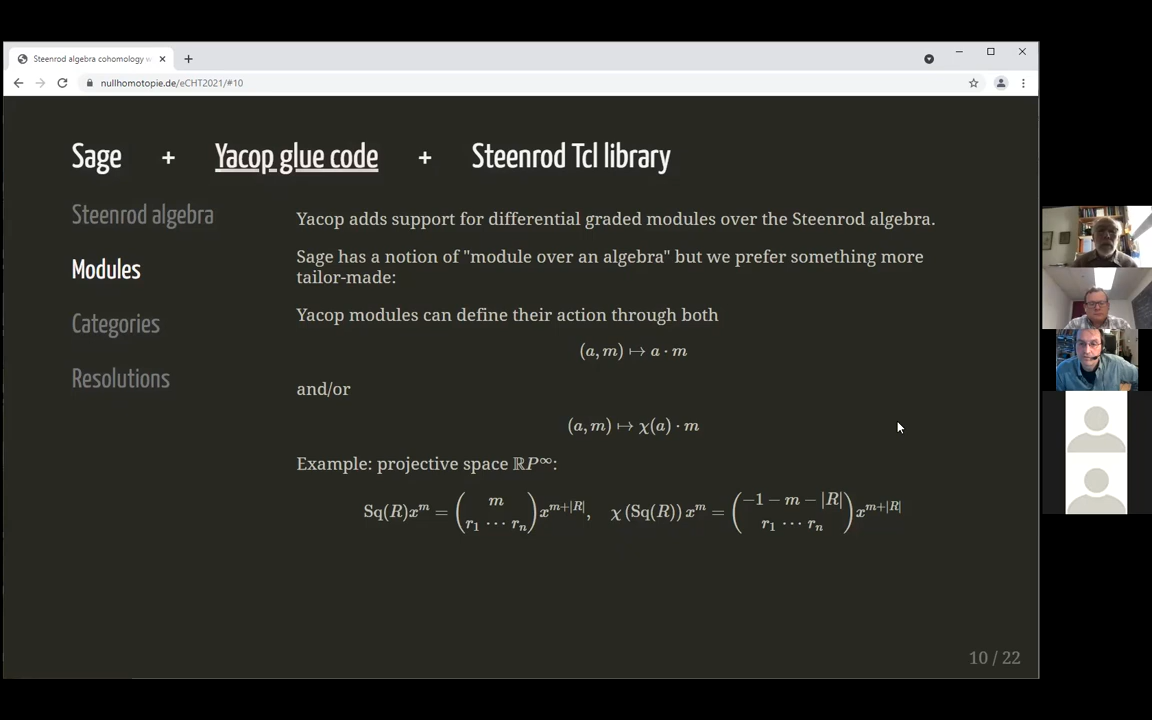 Steenrod algebra cohomology w
nullhomotopie.de/eCHT2021/#10
Sage + Yacop glue code + Steenrod Tcl library
Steenrod algebra
Modules
Categories
Resolutions
Yacop adds support for differential graded modules over the Steenrod algebra.
Sage has a notion of "module over an algebra" but we prefer something more
tailor-made:
Yacop modules can define their action through both
(a, m) ↦ a · m
and/or
(a, m) ↦ χ(a) · m
Example: projective space ℝP^∞:
Sq(R)x^m = (m / r_1 ⋯ r_n) x^{m+|R|}, χ(Sq(R)) x^m = (−1 − m − |R| / r_1 ⋯ r_n) x^{m+|R|}
10 / 22